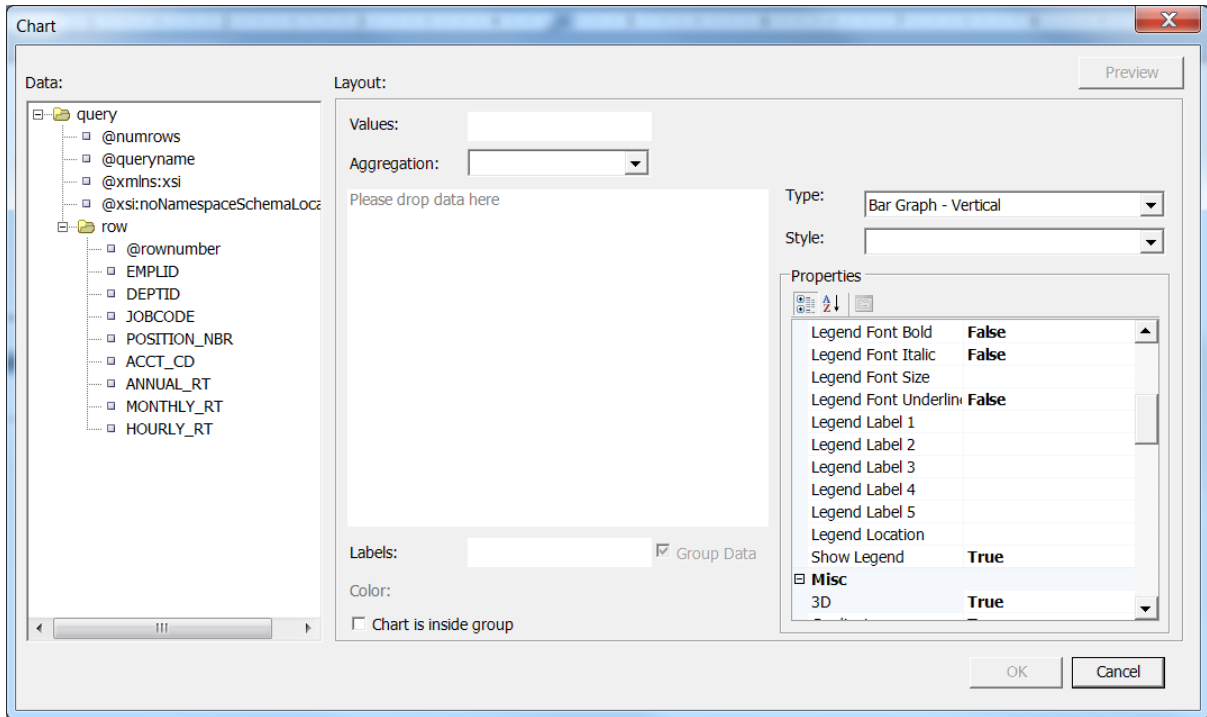 Chart
Preview
Data:
Layout:
query
@numrows
@queryname
@xmlns:xsi
@xsi:noNamespaceSchemaLoca
row
@rownumber
EMPLID
DEPTID
JOBCODE
POSITION_NBR
ACCT_CD
ANNUAL_RT
MONTHLY_RT
HOURLY_RT
Values:
Aggregation:
Please drop data here
Labels:
Group Data
Color:
Chart is inside group
Type: Bar Graph - Vertical
Style:
Properties
Legend Font Bold False
Legend Font Italic False
Legend Font Size
Legend Font Underline False
Legend Label 1
Legend Label 2
Legend Label 3
Legend Label 4
Legend Label 5
Legend Location
Show Legend True
Misc
3D True
OK
Cancel